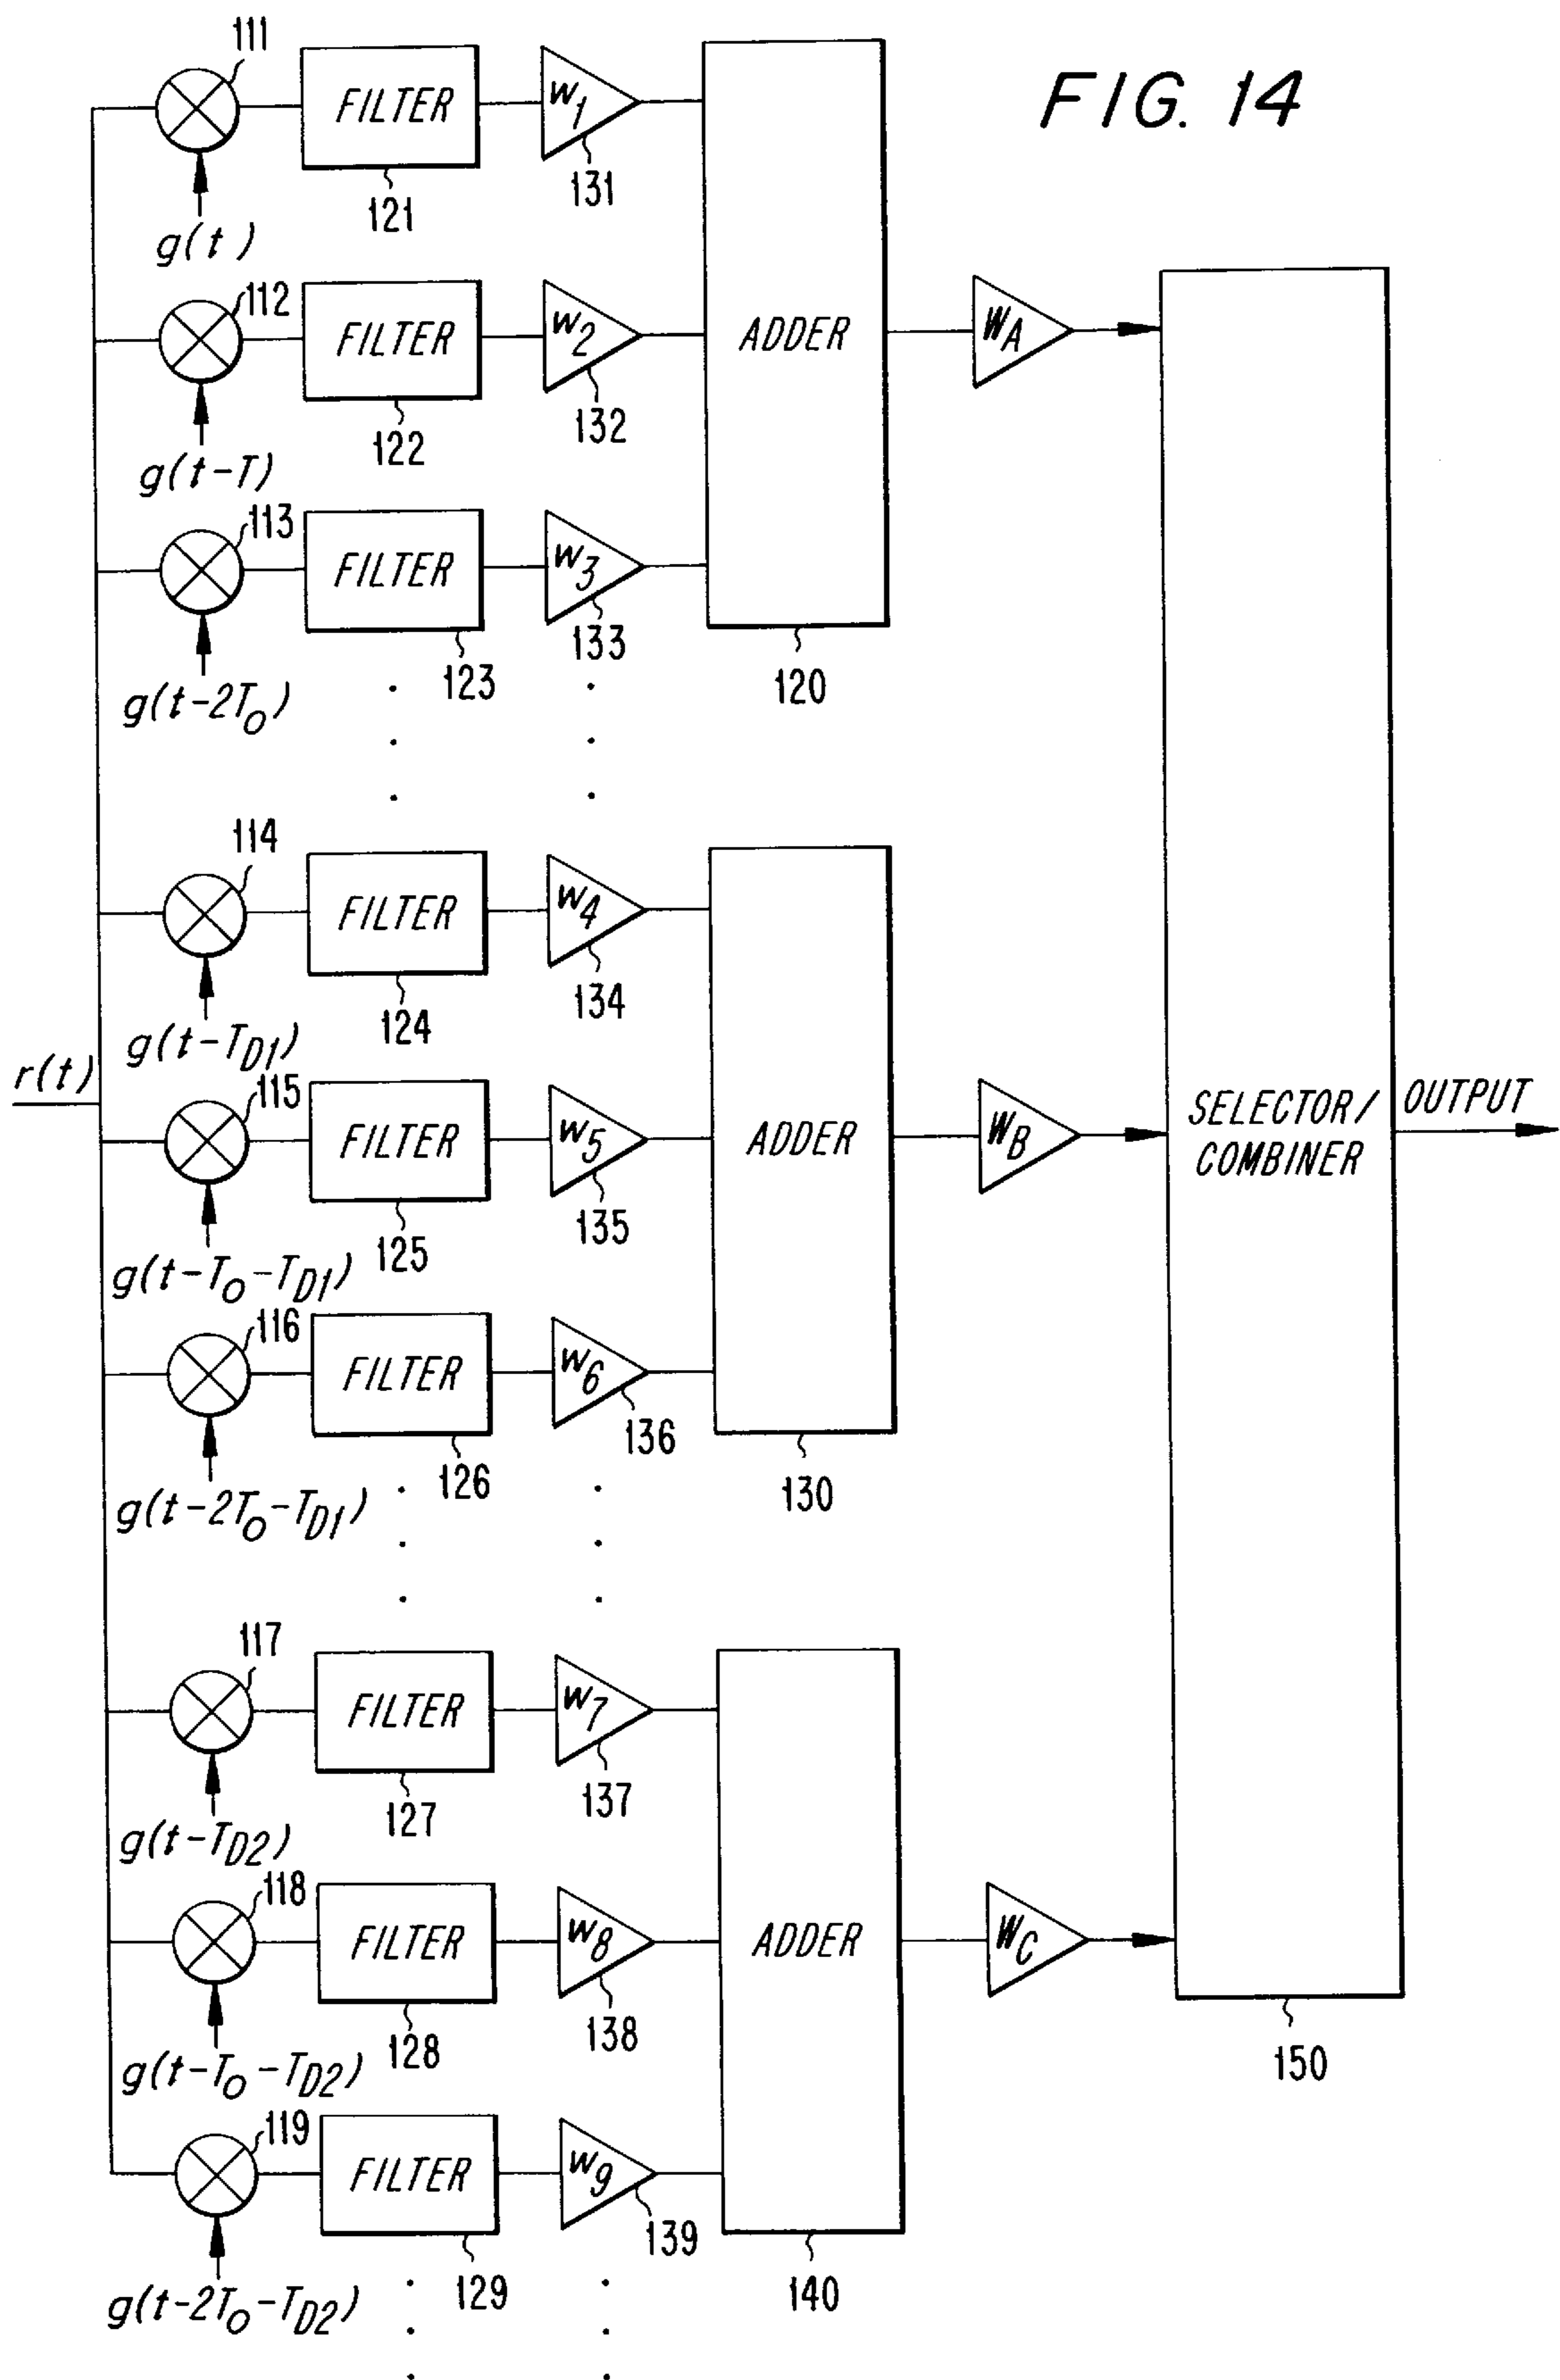 FIG. 14
111
FILTER
w1
131
121
g(t)
112
FILTER
w2
ADDER
WA
132
122
g(t-T)
113
FILTER
w3
133
123
120
g(t-2To)
114
FILTER
w4
134
124
g(t-TD1)
r(t)
115
FILTER
w5
ADDER
WB
SELECTOR/
COMBINER
OUTPUT
135
125
g(t-To-TD1)
116
FILTER
w6
136
126
130
g(t-2To-TD1)
117
FILTER
w7
137
127
g(t-TD2)
118
FILTER
w8
ADDER
WC
138
128
150
g(t-To-TD2)
119
FILTER
w9
139
129
140
g(t-2To-TD2)